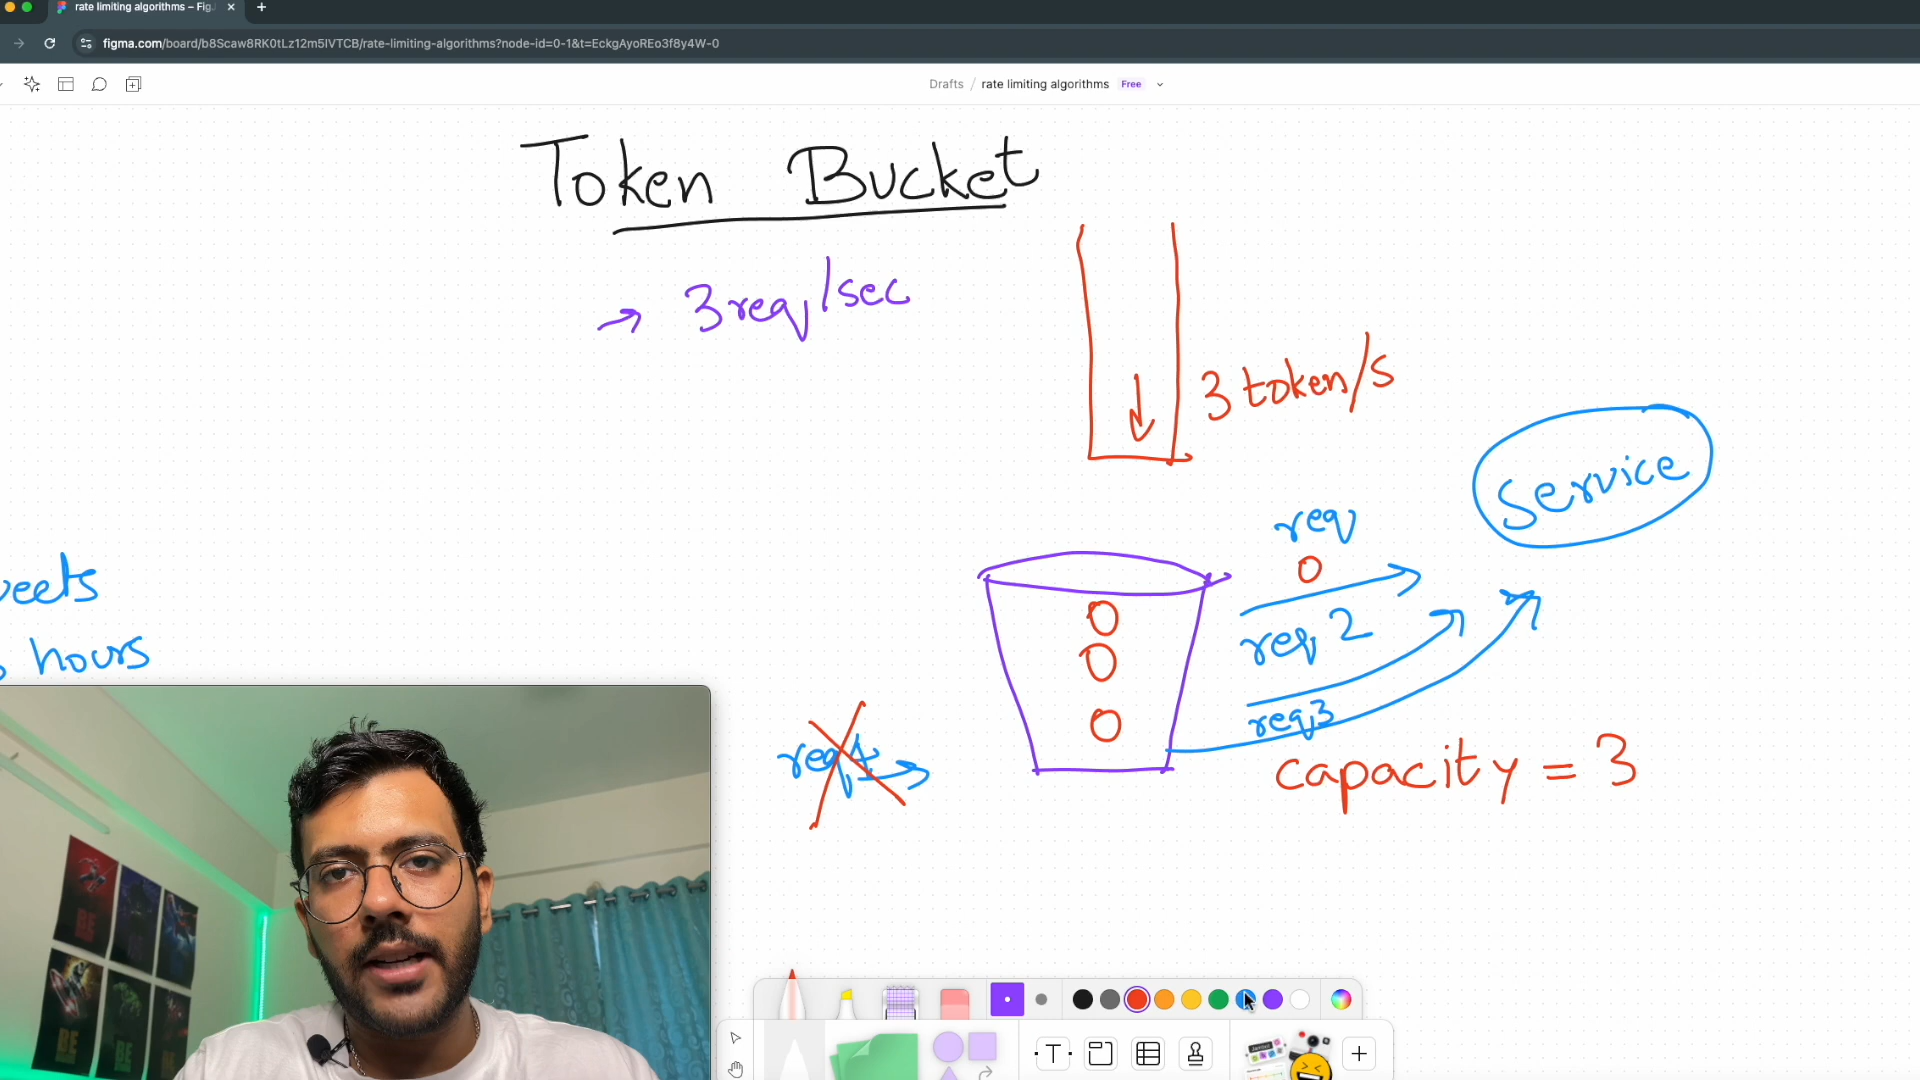 rate limiting algorithms – Fig
figma.com/board/b8Scaw8RK0tLz12m5IVTCB/rate-limiting-algorithms?node-id=0-1&t=EckgAyoREo3f8y4W-0
Drafts / rate limiting algorithms Free
Token Bucket
→ 3req/sec
3 token/s
Service
req
req 2
req3
req4
capacity = 3
hours